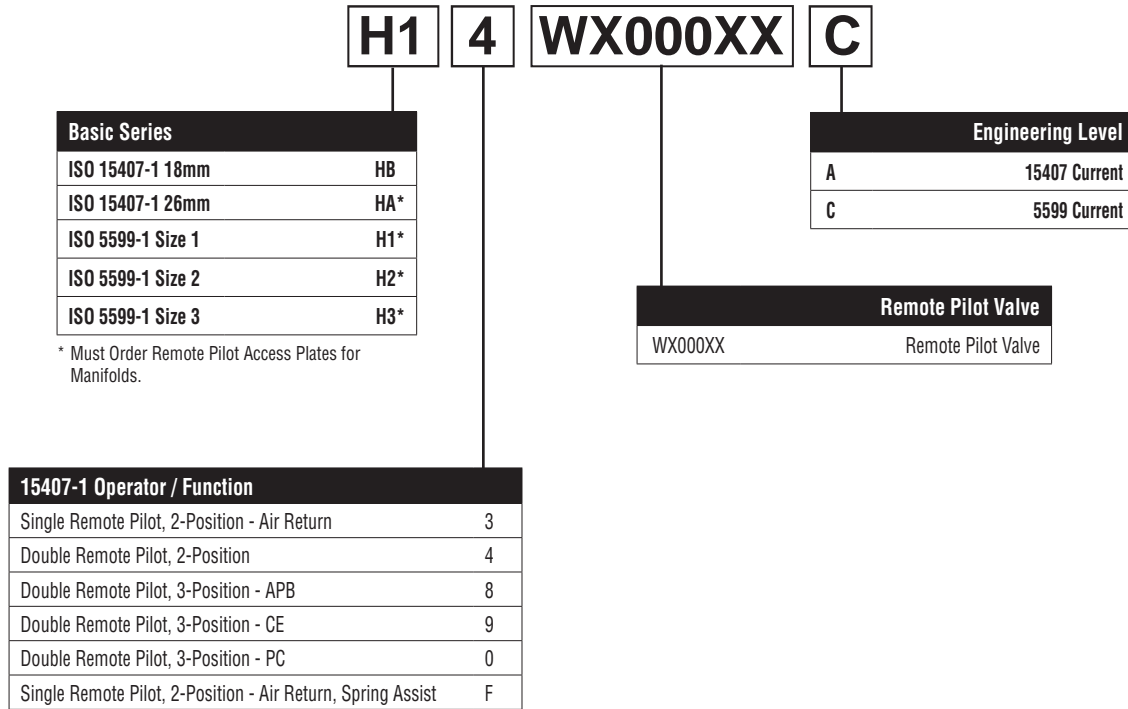 H1 4 WX000XX C
Basic Series
ISO 15407-1 18mm HB
ISO 15407-1 26mm HA*
ISO 5599-1 Size 1 H1*
ISO 5599-1 Size 2 H2*
ISO 5599-1 Size 3 H3*
* Must Order Remote Pilot Access Plates for
Manifolds.
Engineering Level
A 15407 Current
C 5599 Current
Remote Pilot Valve
WX000XX Remote Pilot Valve
15407-1 Operator / Function
Single Remote Pilot, 2-Position - Air Return 3
Double Remote Pilot, 2-Position 4
Double Remote Pilot, 3-Position - APB 8
Double Remote Pilot, 3-Position - CE 9
Double Remote Pilot, 3-Position - PC 0
Single Remote Pilot, 2-Position - Air Return, Spring Assist F